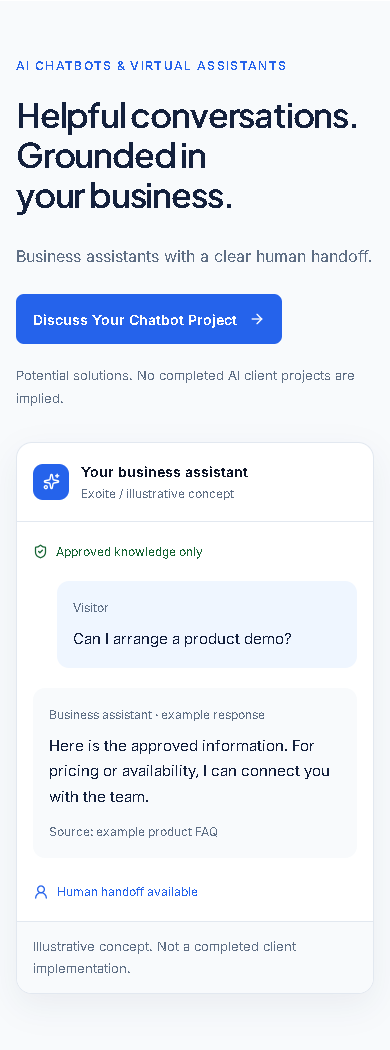 AI CHATBOTS & VIRTUAL ASSISTANTS
Helpful conversations.
Grounded in
your business.
Business assistants with a clear human handoff.
Discuss Your Chatbot Project →
Potential solutions. No completed AI client projects are
implied.
Your business assistant
Exoite / illustrative concept
Approved knowledge only
Visitor
Can I arrange a product demo?
Business assistant · example response
Here is the approved information. For
pricing or availability, I can connect you
with the team.
Source: example product FAQ
Human handoff available
Illustrative concept. Not a completed client
implementation.